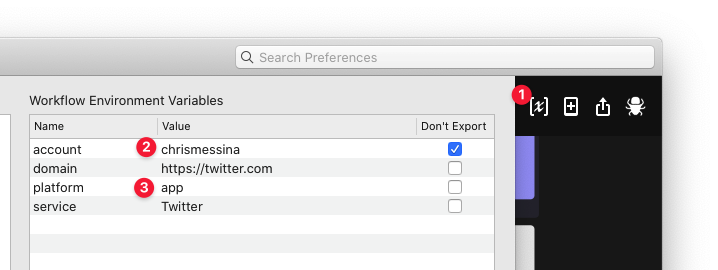 Search Preferences
1
Workflow Environment Variables
Name Value Don't Export
account 2 chrismessina
domain https://twitter.com
platform 3 app
service Twitter